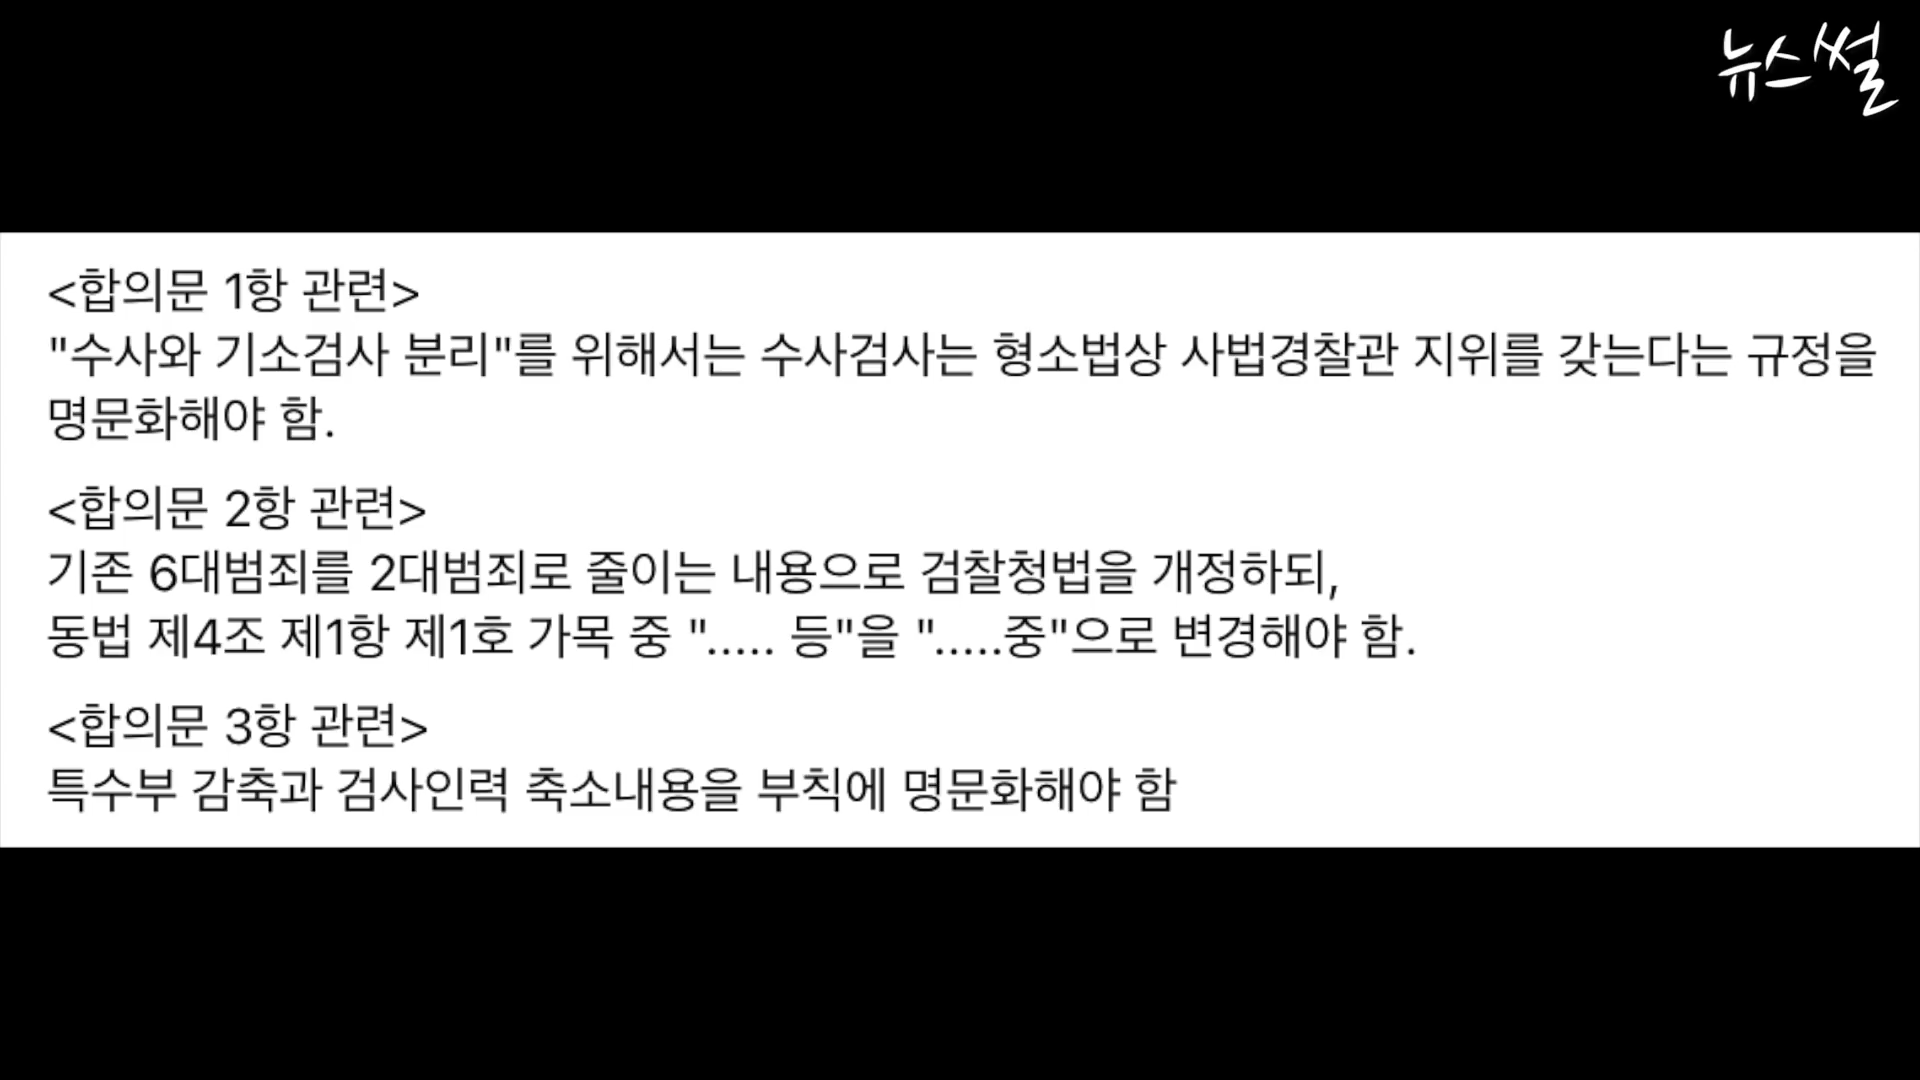 뉴스썰
<합의문 1항 관련>
"수사와 기소검사 분리"를 위해서는 수사검사는 형소법상 사법경찰관 지위를 갖는다는 규정을
명문화해야 함.
<합의문 2항 관련>
기존 6대범죄를 2대범죄로 줄이는 내용으로 검찰청법을 개정하되,
동법 제4조 제1항 제1호 가목 중 "..... 등"을 ".....중"으로 변경해야 함.
<합의문 3항 관련>
특수부 감축과 검사인력 축소내용을 부칙에 명문화해야 함